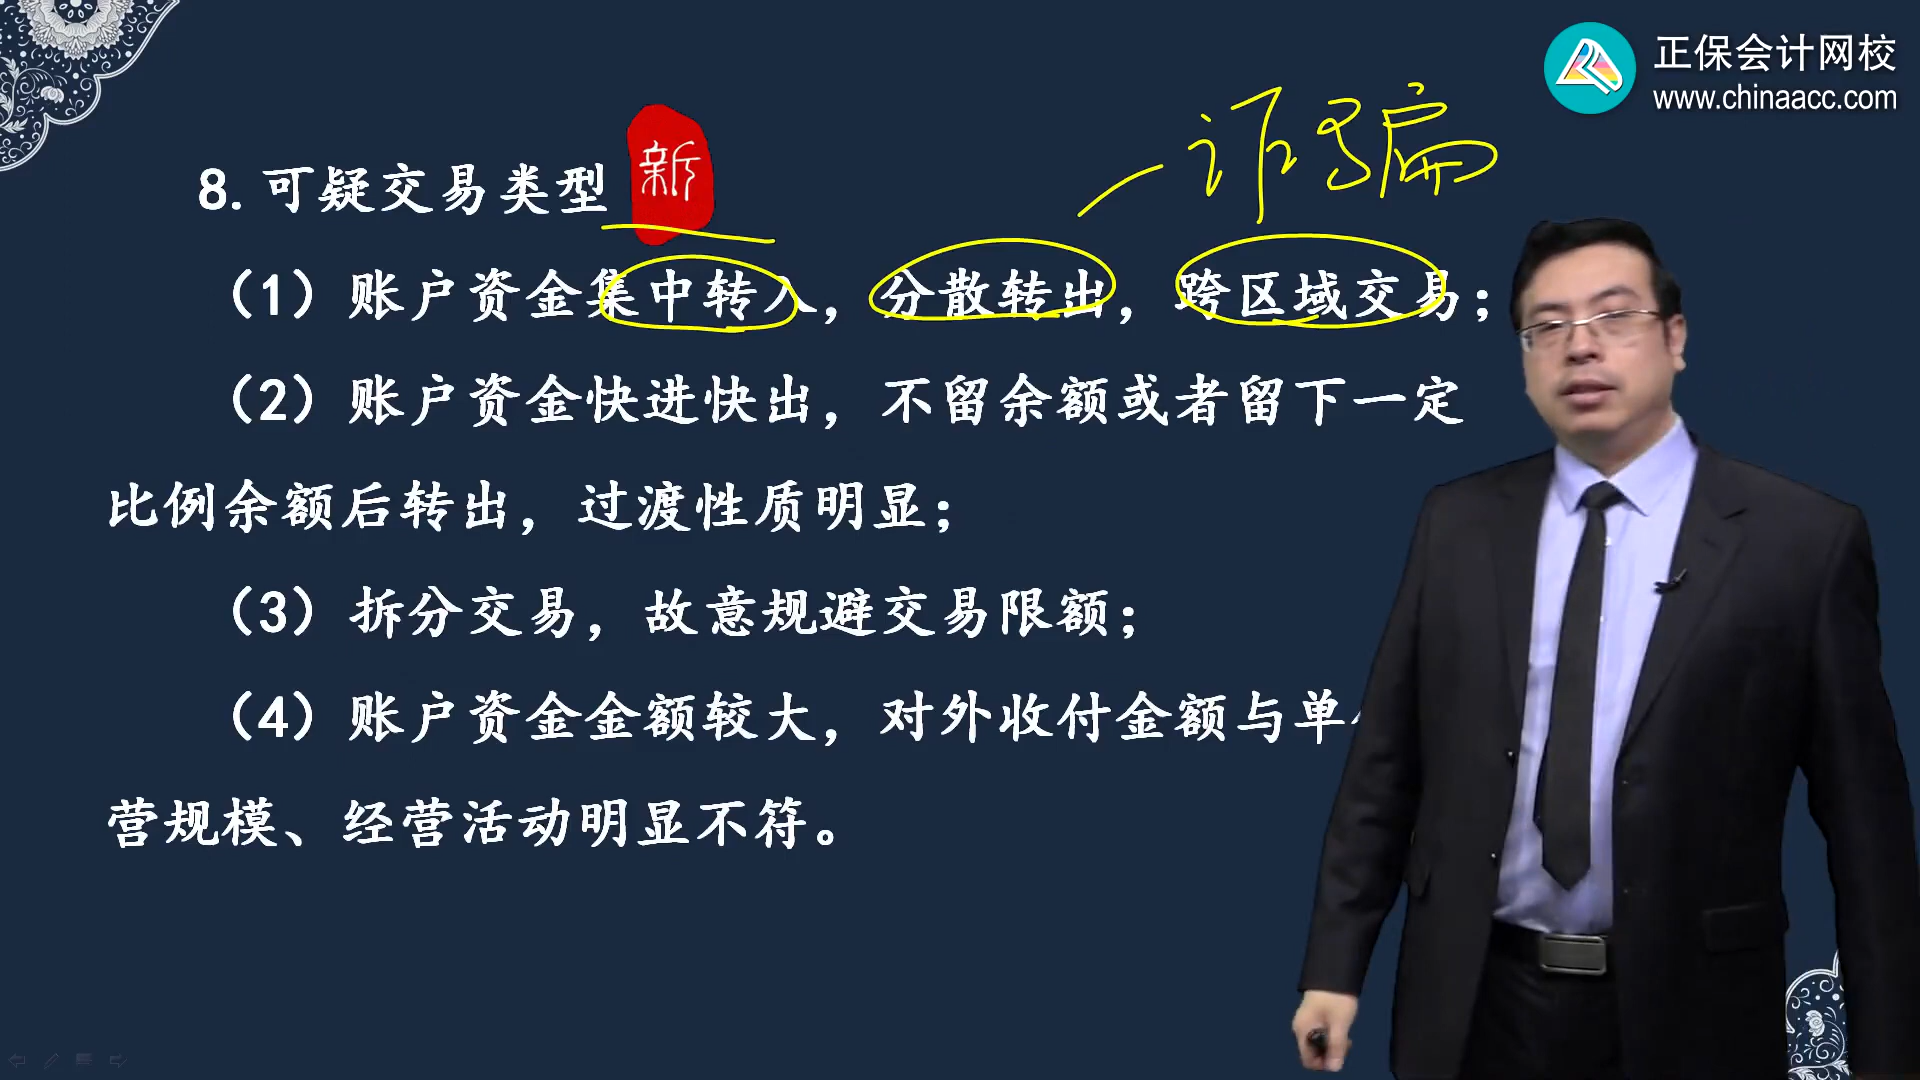 正保会计网校
www.chinaacc.com
诈骗
8.可疑交易类型 新
（1）账户资金集中转入，分散转出，跨区域交易；
（2）账户资金快进快出，不留余额或者留下一定
比例余额后转出，过渡性质明显；
（3）拆分交易，故意规避交易限额；
（4）账户资金金额较大，对外收付金额与单
营规模、经营活动明显不符。